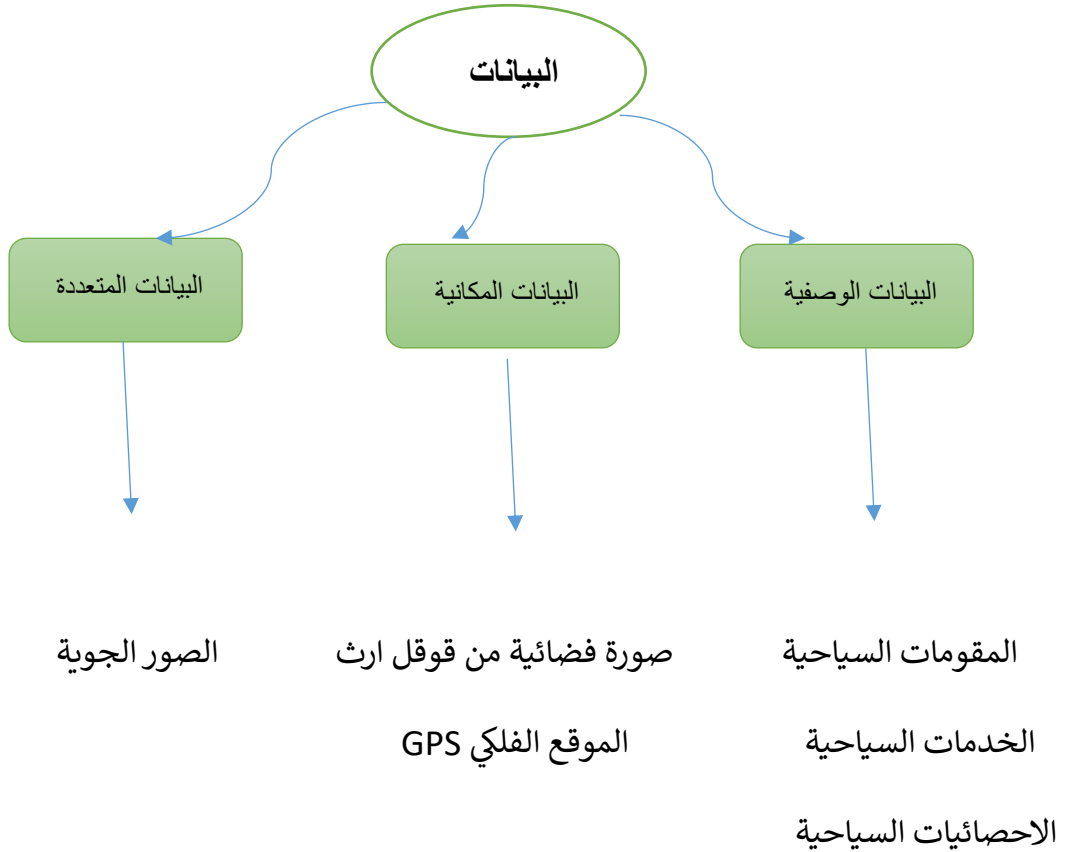 البيانات
البيانات الوصفية
البيانات المكانية
البيانات المتعددة
المقومات السياحية
صورة فضائية من قوقل ارث
الصور الجوية
الخدمات السياحية
الموقع الفلكي GPS
الاحصائيات السياحية